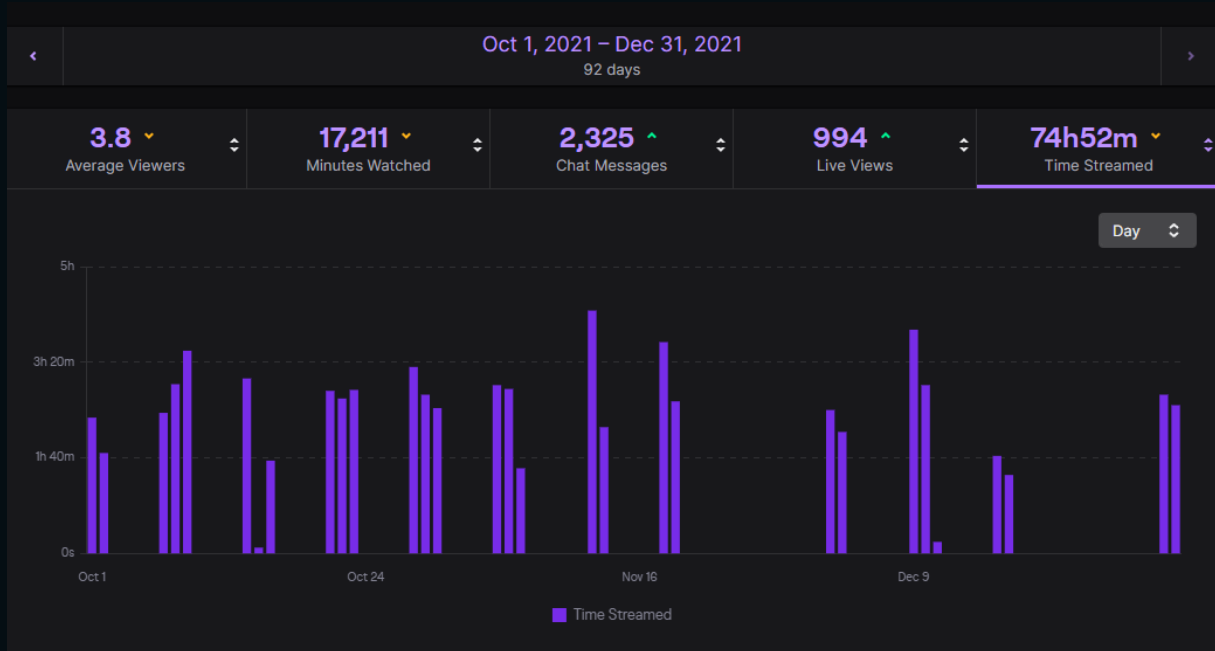 Oct 1, 2021 – Dec 31, 2021
92 days
3.8
Average Viewers
17,211
Minutes Watched
2,325
Chat Messages
994
Live Views
74h52m
Time Streamed
Day
5h
3h 20m
1h 40m
0s
Oct 1
Oct 24
Nov 16
Dec 9
Time Streamed